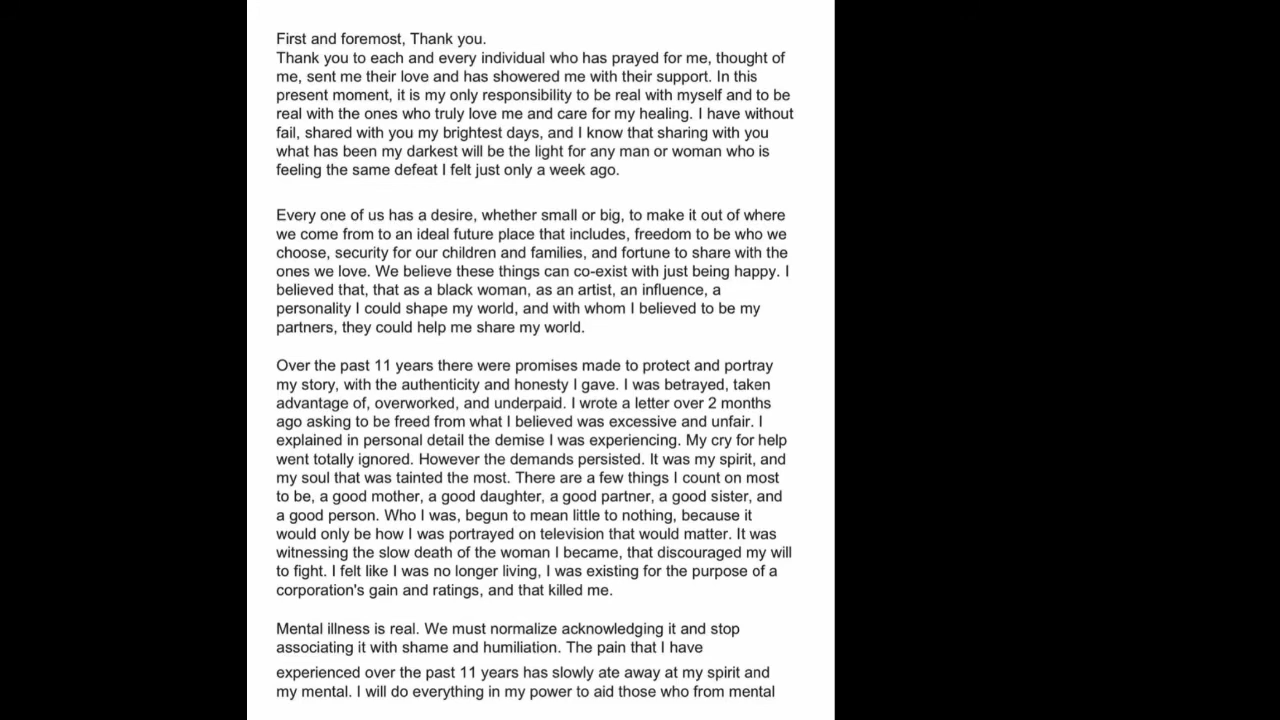 First and foremost, Thank you.
Thank you to each and every individual who has prayed for me, thought of
me, sent me their love and has showered me with their support. In this
present moment, it is my only responsibility to be real with myself and to be
real with the ones who truly love me and care for my healing. I have without
fail, shared with you my brightest days, and I know that sharing with you
what has been my darkest will be the light for any man or woman who is
feeling the same defeat I felt just only a week ago.
Every one of us has a desire, whether small or big, to make it out of where
we come from to an ideal future place that includes, freedom to be who we
choose, security for our children and families, and fortune to share with the
ones we love. We believe these things can co-exist with just being happy. I
believed that, that as a black woman, as an artist, an influence, a
personality I could shape my world, and with whom I believed to be my
partners, they could help me share my world.
Over the past 11 years there were promises made to protect and portray
my story, with the authenticity and honesty I gave. I was betrayed, taken
advantage of, overworked, and underpaid. I wrote a letter over 2 months
ago asking to be freed from what I believed was excessive and unfair. I
explained in personal detail the demise I was experiencing. My cry for help
went totally ignored. However the demands persisted. It was my spirit, and
my soul that was tainted the most. There are a few things I count on most
to be, a good mother, a good daughter, a good partner, a good sister, and
a good person. Who I was, begun to mean little to nothing, because it
would only be how I was portrayed on television that would matter. It was
witnessing the slow death of the woman I became, that discouraged my will
to fight. I felt like I was no longer living, I was existing for the purpose of a
corporation's gain and ratings, and that killed me.
Mental illness is real. We must normalize acknowledging it and stop
associating it with shame and humiliation. The pain that I have
experienced over the past 11 years has slowly ate away at my spirit and
my mental. I will do everything in my power to aid those who from mental